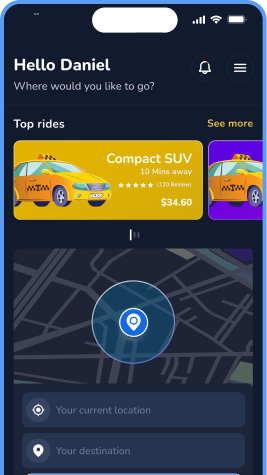 Hello Daniel
Where would you like to go?
Top rides
See more
Compact SUV
10 Mins away
(120 Review)
$34.60
Your current location
Your destination